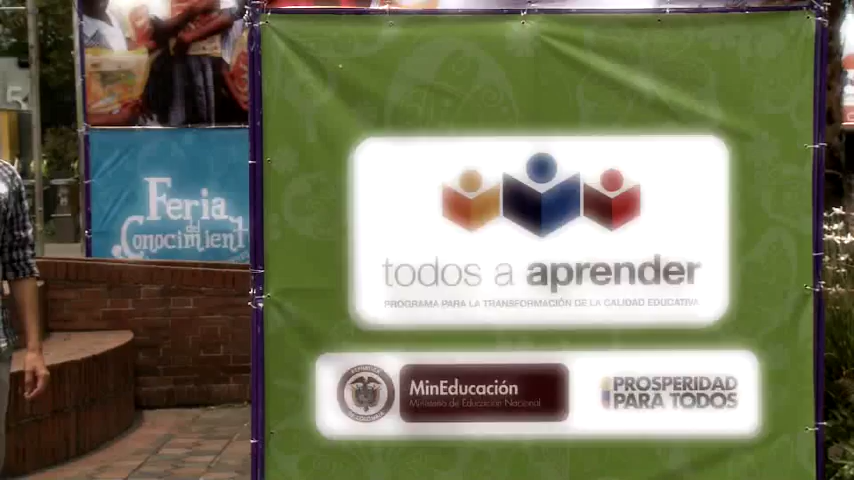 Feria
del
Conocimient
todos a aprender
PROGRAMA PARA LA TRANSFORMACIÓN DE LA CALIDAD EDUCATIVA
MinEducación
Ministerio de Educación Nacional
PROSPERIDAD
PARA TODOS